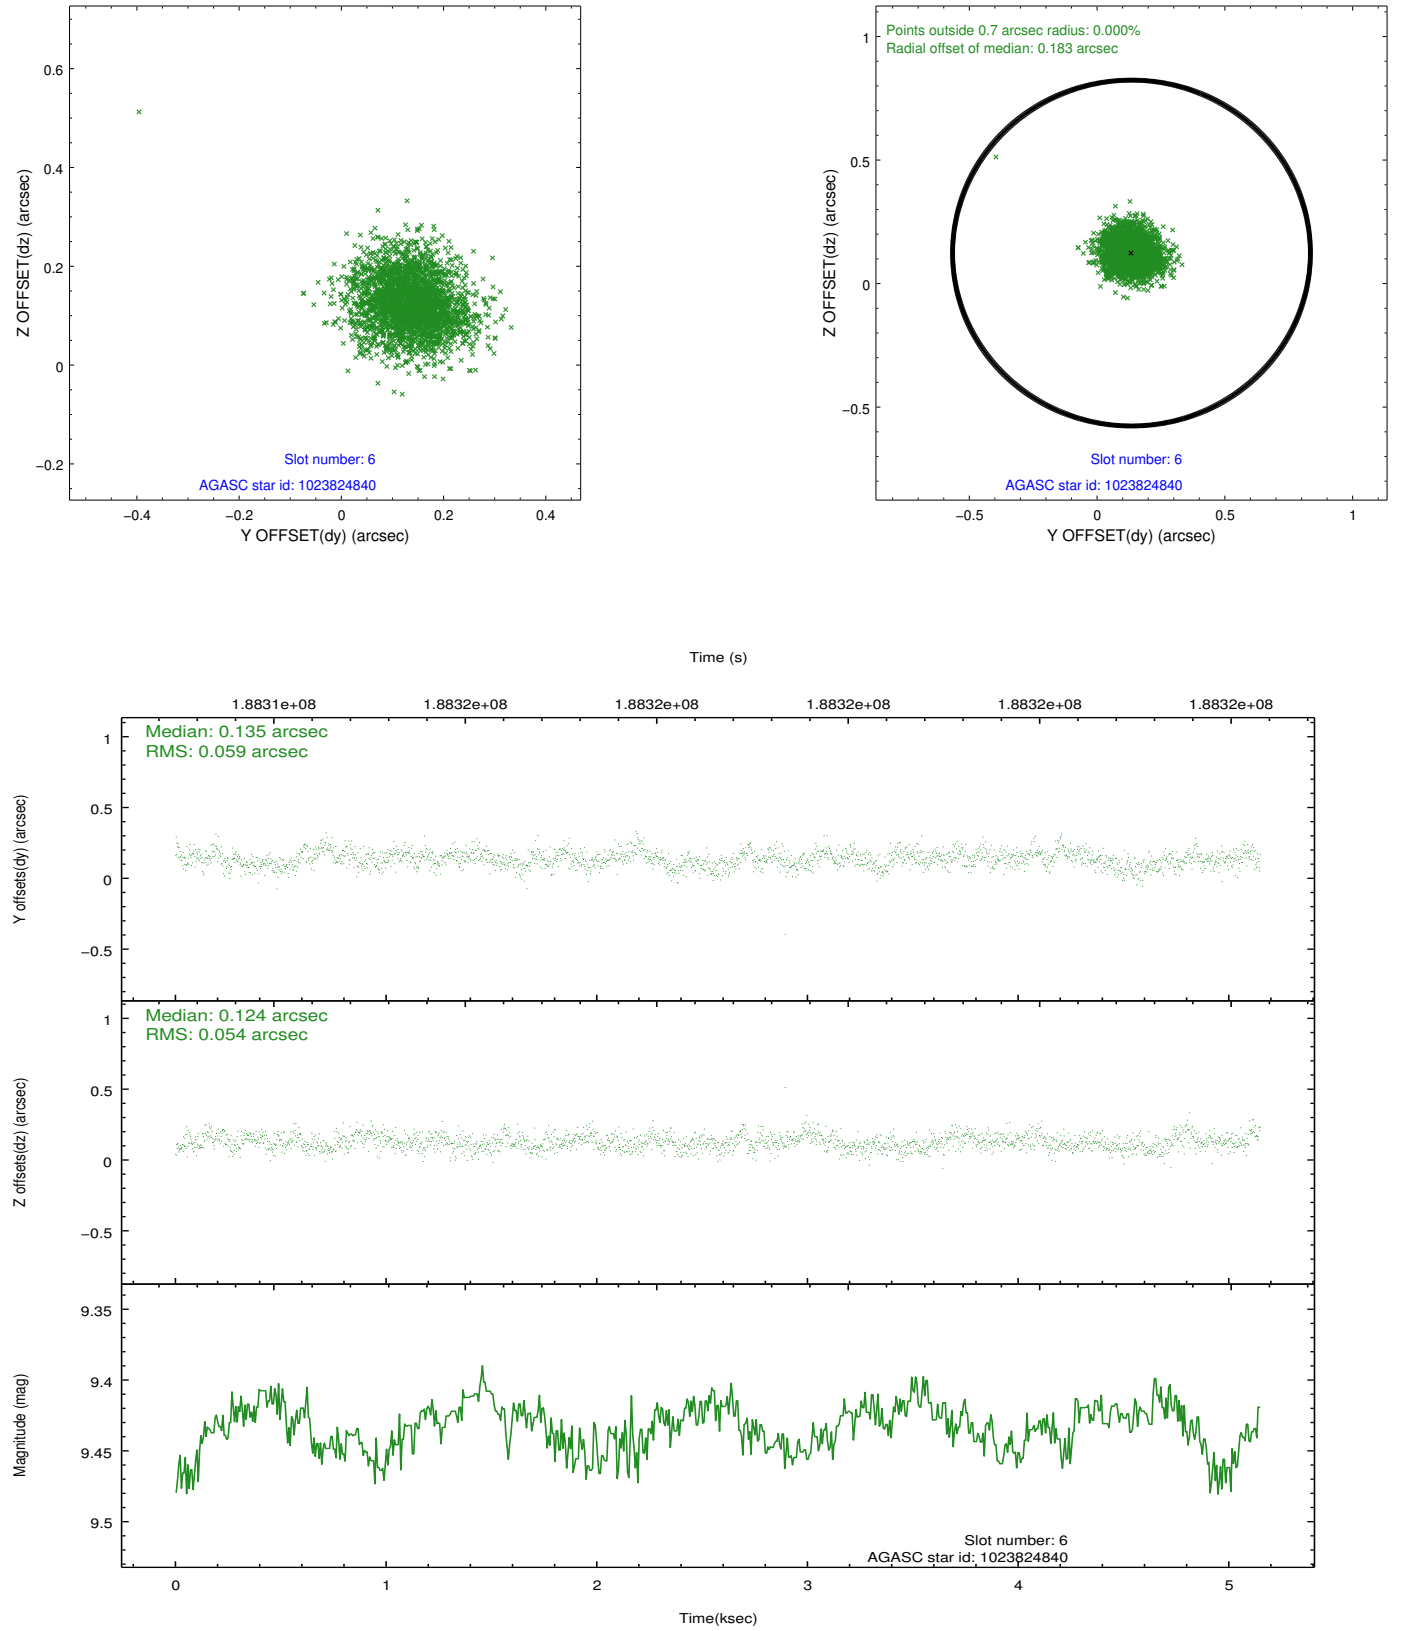 0.6
0.4
0.2
0
−0.2
Z OFFSET(dz) (arcsec)
Slot number: 6
AGASC star id: 1023824840
−0.4
−0.2
0
0.2
0.4
Y OFFSET(dy) (arcsec)
Points outside 0.7 arcsec radius: 0.000%
Radial offset of median: 0.183 arcsec
1
0.5
0
−0.5
Z OFFSET(dz) (arcsec)
Slot number: 6
AGASC star id: 1023824840
−0.5
0
0.5
1
Y OFFSET(dy) (arcsec)
Time (s)
1.8831e+08
1.8832e+08
1.8832e+08
1.8832e+08
1.8832e+08
1.8832e+08
Median: 0.135 arcsec
RMS: 0.059 arcsec
1
0.5
0
−0.5
Y offsets(dy) (arcsec)
Median: 0.124 arcsec
RMS: 0.054 arcsec
1
0.5
0
−0.5
Z offsets(dz) (arcsec)
9.35
9.4
9.45
9.5
Magnitude (mag)
Slot number: 6
AGASC star id: 1023824840
0
1
2
3
4
5
Time(ksec)